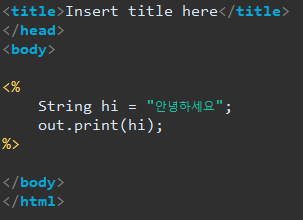 <title>Insert title here</title>
</head>
<body>
<%
String hi = "안녕하세요";
out.print(hi);
%>
</body>
</html>